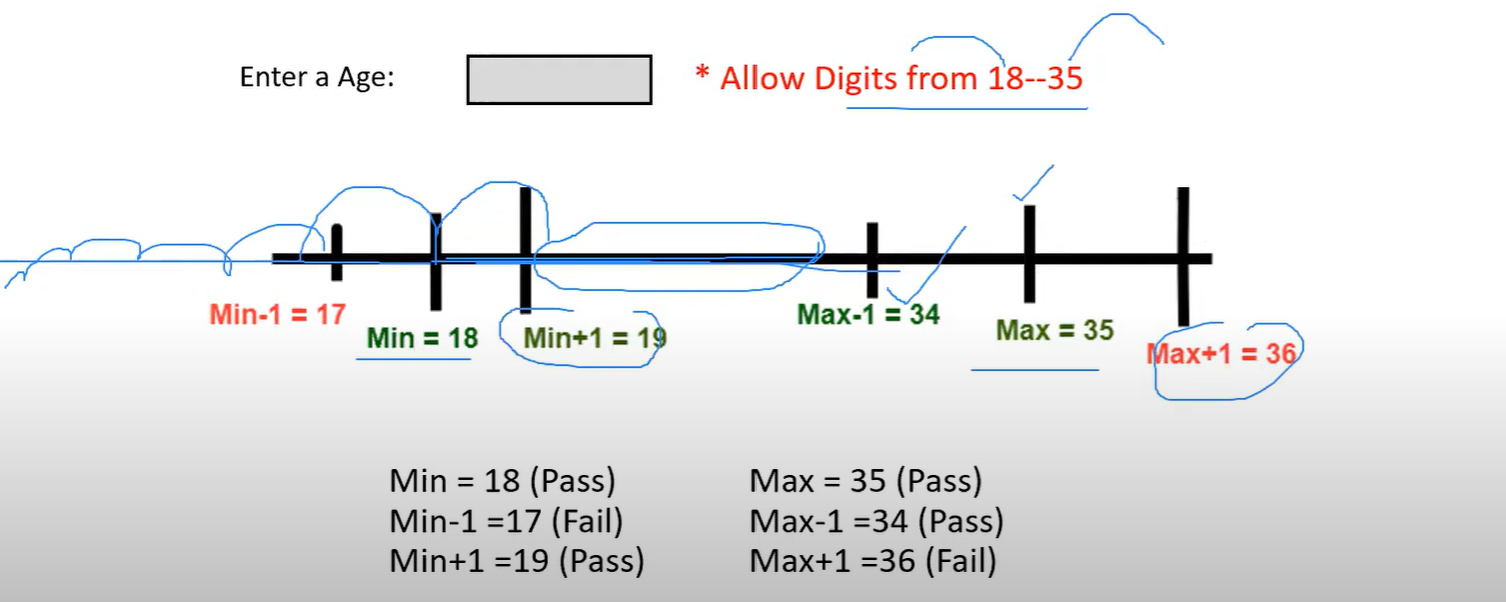 Enter a Age:
* Allow Digits from 18--35
Min-1 = 17
Min = 18
Min+1 = 19
Max-1 = 34
Max = 35
Max+1 = 36
Min = 18 (Pass)
Min-1 =17 (Fail)
Min+1 =19 (Pass)
Max = 35 (Pass)
Max-1 =34 (Pass)
Max+1 =36 (Fail)